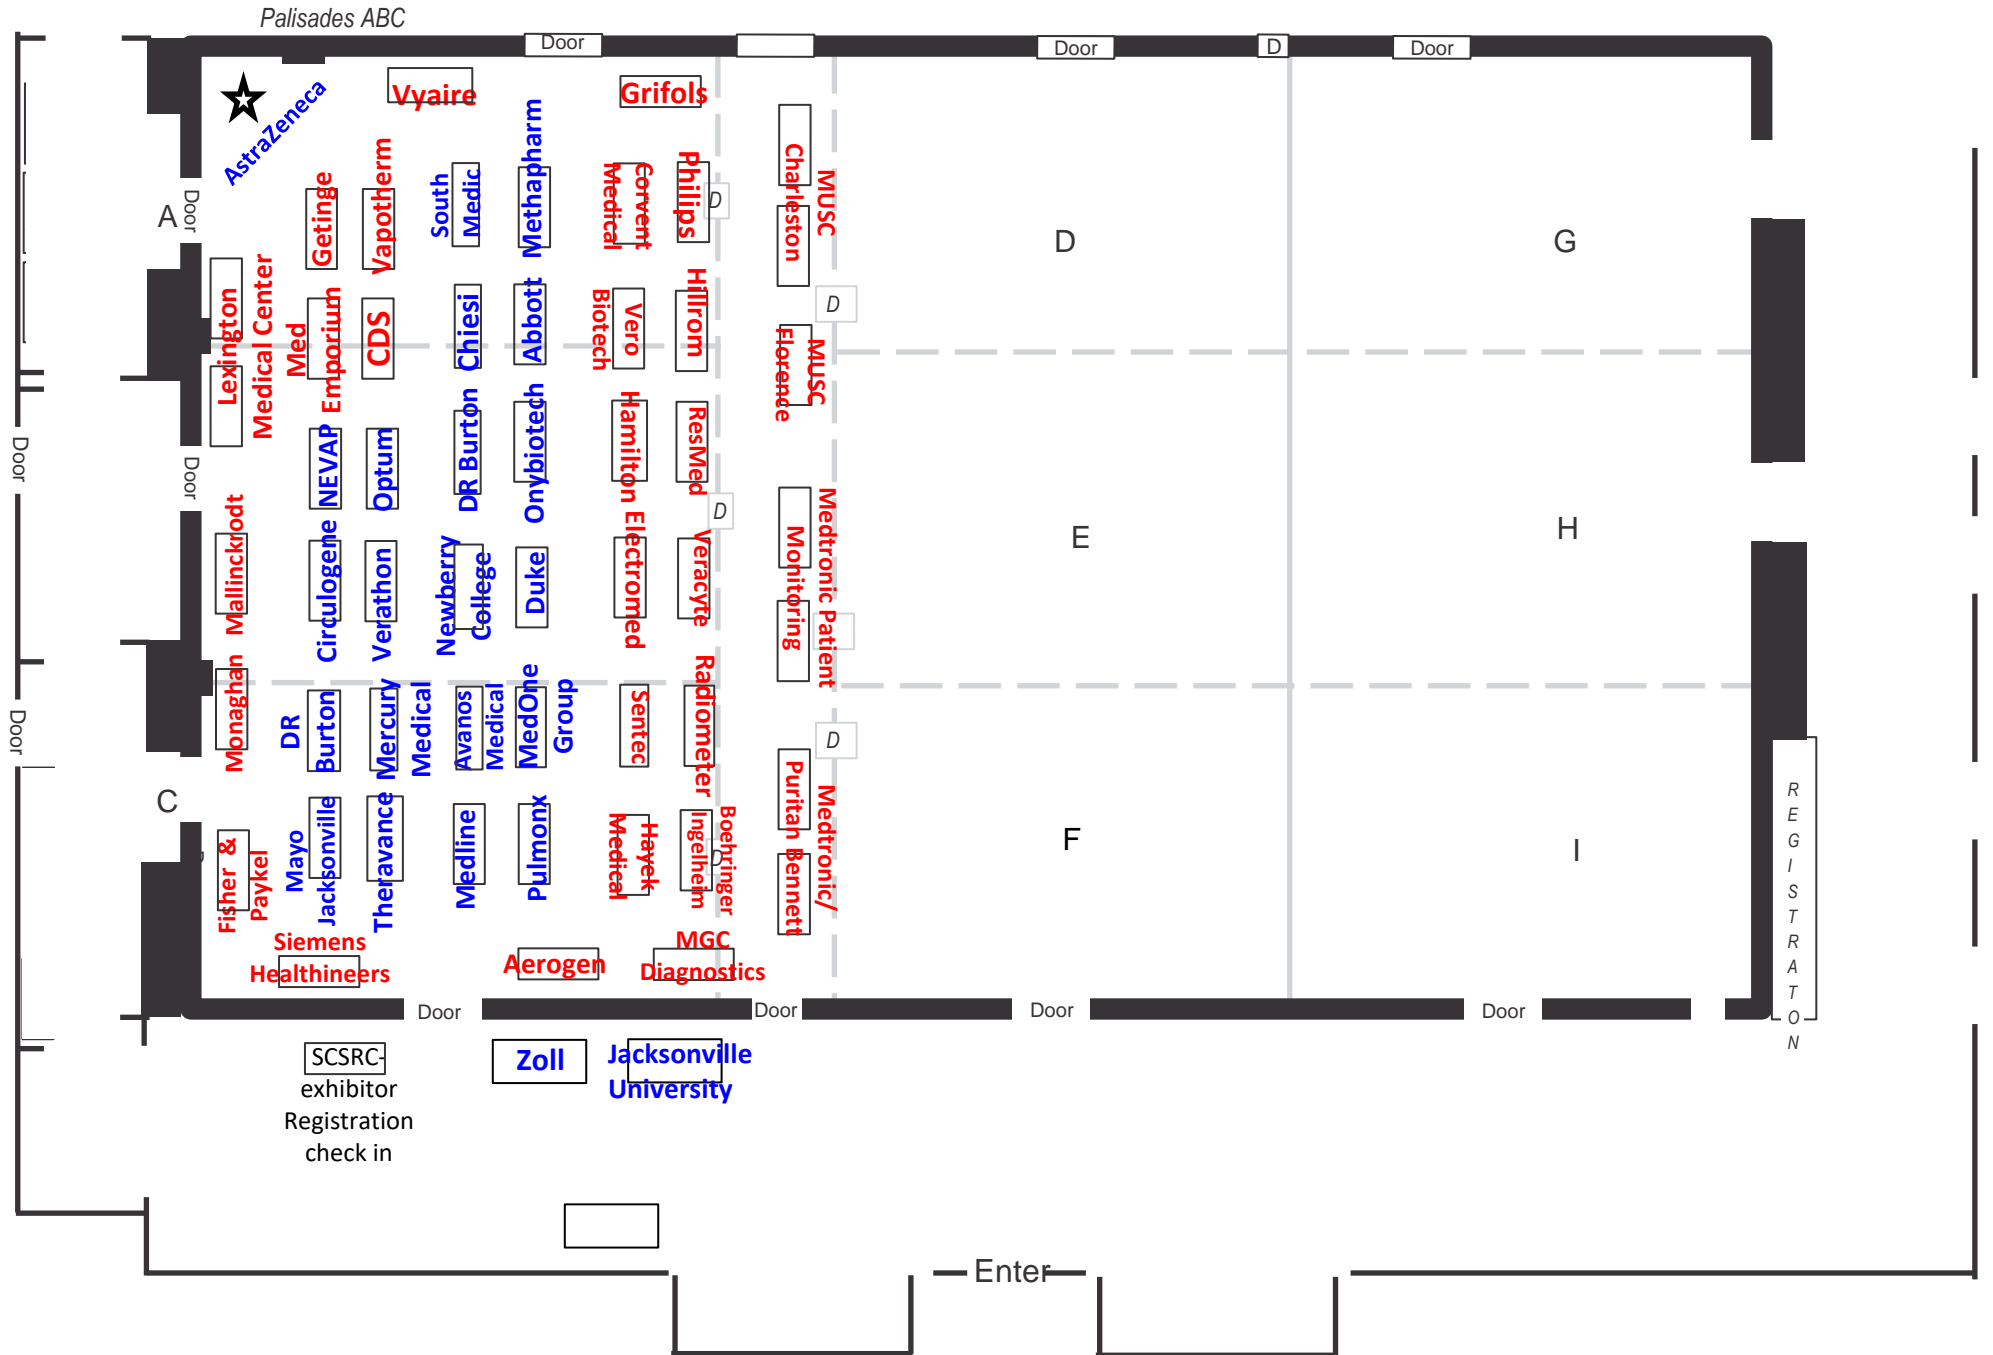 Palisades ABC
Door
Door
D
Door
AstraZeneca
Vyaire
Grifols
A
Door
Getinge
Vapotherm
South
Medic
Methapharm
Corvent
Medical
Philips
D
Charleston
MUSC
D
G
Lexington
Medical Center
Med
Emporium
CDS
Chiesi
Abbott
Vero
Biotech
Hillrom
MUSC
Florence
D
Door
Door
NEVAP
Optum
DR Burton
Onybiotech
Hamilton
ResMed
D
Mallinckrodt
Circulogene
Verathon
Newberry
College
Duke
Electromed
Veracyte
Medtronic Patient
Monitoring
E
H
Door
Monaghan
DR
Burton
Mercury
Medical
Avanos
Medical
MedOne
Group
Sentec
Radiometer
D
C
Fisher &
Paykel
Mayo
Jacksonville
Theravance
Medline
Pulmonx
Hayek
Medical
Boehringer
Ingelheim
D
Medtronic/
Puritan Bennett
F
I
REGISTRATON
Siemens
Healthineers
Aerogen
MGC
Diagnostics
Door
Door
Door
Door
SCSRC-
exhibitor
Registration
check in
Zoll
Jacksonville
University
Enter